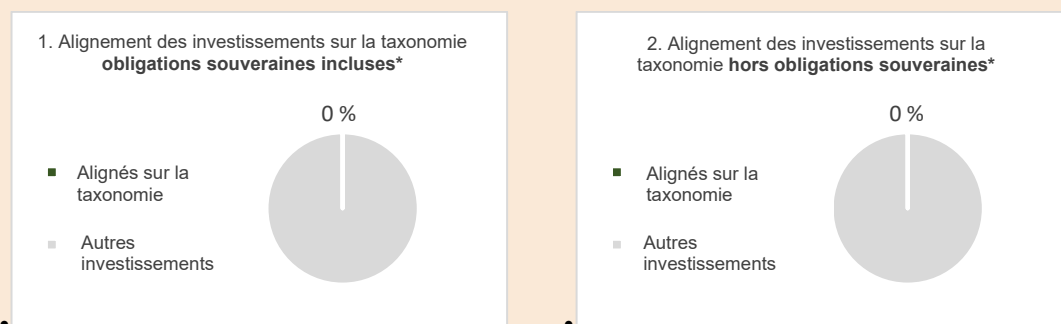 1. Alignement des investissements sur la taxonomie
obligations souveraines incluses*
0 %
Alignés sur la
taxonomie
Autres
investissements
2. Alignement des investissements sur la
taxonomie hors obligations souveraines*
0 %
Alignés sur la
taxonomie
Autres
investissements